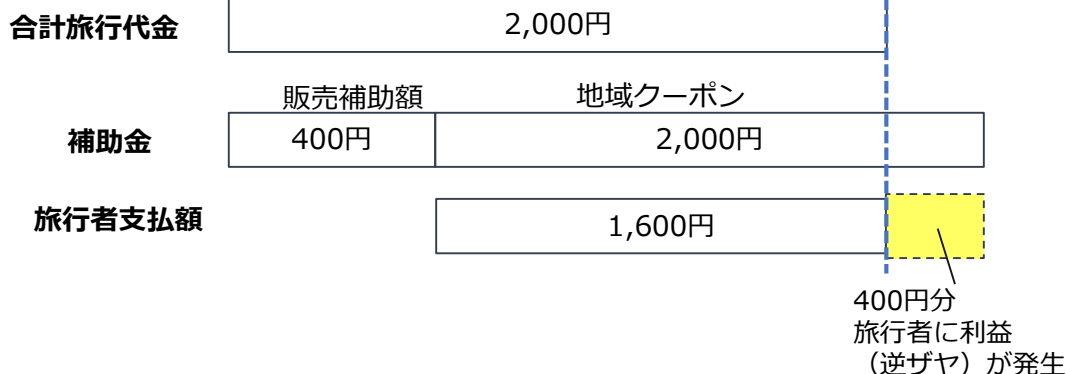 合計旅行代金
2,000円
販売補助額
地域クーポン
補助金
400円
2,000円
旅行者支払額
1,600円
400円分
旅行者に利益
（逆ザヤ）が発生